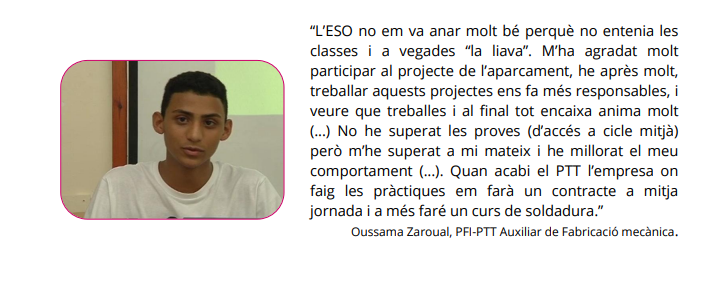 “L’ESO no em va anar molt bé perquè no entenia les
classes i a vegades “la liava”. M’ha agradat molt
participar al projecte de l’aparcament, he après molt,
treballar aquests projectes ens fa més responsables, i
veure que treballes i al final tot encaixa anima molt
(...) No he superat les proves (d’accés a cicle mitjà)
però m’he superat a mi mateix i he millorat el meu
comportament (...). Quan acabi el PTT l’empresa on
faig les pràctiques em farà un contracte a mitja
jornada i a més faré un curs de soldadura.”
Oussama Zaroual, PFI-PTT Auxiliar de Fabricació mecànica.